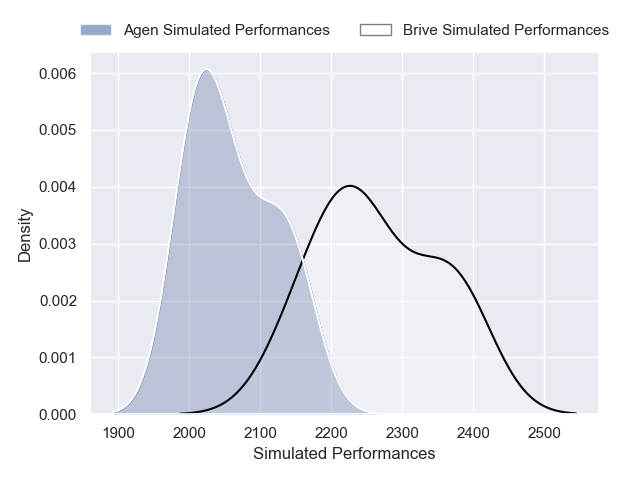 Agen Simulated Performances
Brive Simulated Performances
0.006
0.005
0.004
0.003
0.002
0.001
0.000
Density
1900 2000 2100 2200 2300 2400 2500
Simulated Performances